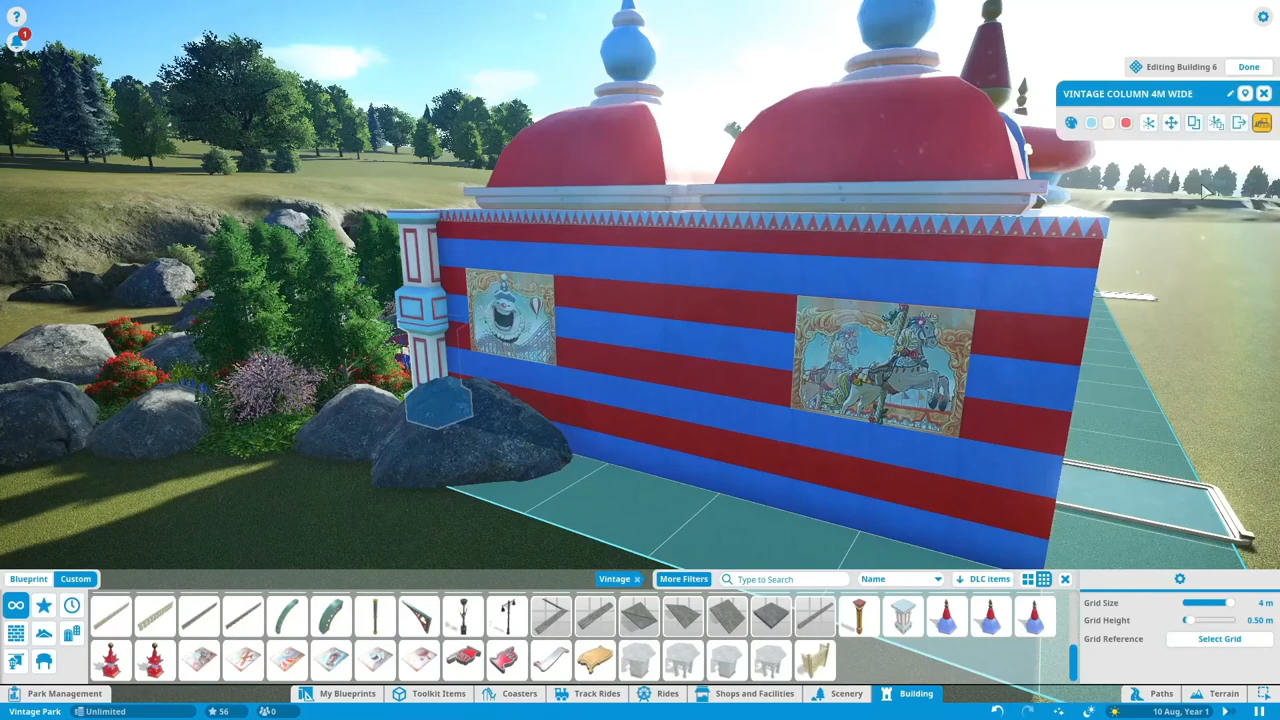 ?
1
Editing Building 6 Done
VINTAGE COLUMN 4M WIDE
Blueprint Custom Vintage × More Filters Type to Search Name DLC items
Grid Size 4 m
Grid Height 0.50 m
Grid Reference Select Grid
Park Management My Blueprints Toolkit Items Coasters Track Rides Rides Shops and Facilities Scenery Building Paths Terrain
Vintage Park Unlimited 56 0 10 Aug, Year 1